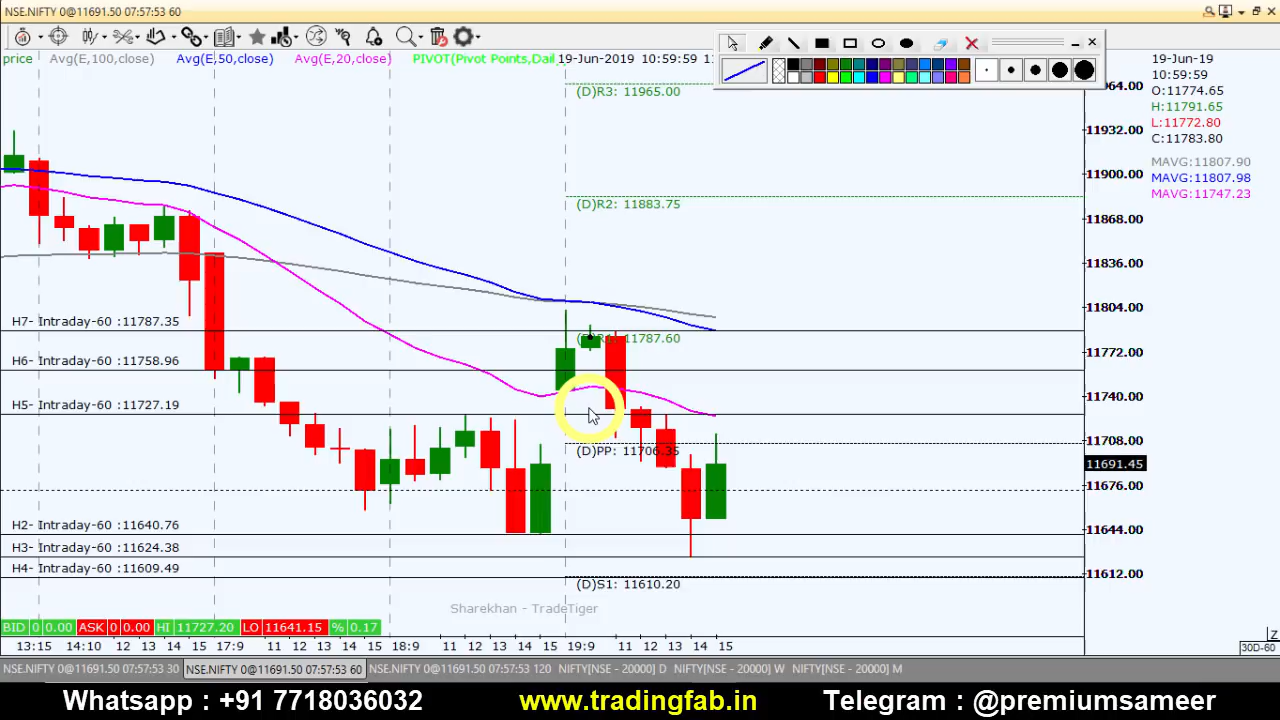 NSE.NIFTY 0@11691.50 07:57:53 60
price Avg(E,100,close) Avg(E,50,close) Avg(E,20,close) PIVOT(Pivot Points,Dail 19-Jun-2019 10:59:59
19-Jun-19
10:59:59
O:11774.65
H:11791.65
L:11772.80
C:11783.80
MAVG:11807.90
MAVG:11807.98
MAVG:11747.23
(D)R3: 11965.00
(D)R2: 11883.75
H7- Intraday-60 :11787.35
11787.60
H6- Intraday-60 :11758.96
H5- Intraday-60 :11727.19
(D)PP: 11706.35
H2- Intraday-60 :11640.76
H3- Intraday-60 :11624.38
H4- Intraday-60 :11609.49
(D)S1: 11610.20
964.00
11932.00
11900.00
11868.00
11836.00
11804.00
11772.00
11740.00
11708.00
11691.45
11676.00
11644.00
11612.00
Sharekhan - TradeTiger
BID 0 0.00 ASK 0 0.00 HI 11727.20 LO 11641.15 % 0.17
Z
13:15 14:10 12 13 14 15 17:9 11 12 13 14 15 18:9 11 12 13 14 15 19:9 11 12 13 14 15
30D-60
NSE.NIFTY 0@11691.50 07:57:53 30 NSE.NIFTY 0@11691.50 07:57:53 60 NSE.NIFTY 0@11691.50 07:57:53 120 NIFTY[NSE - 20000] D NIFTY[NSE - 20000] W NIFTY[NSE - 20000] M
Whatsapp : +91 7718036032 www.tradingfab.in Telegram : @premiumsameer